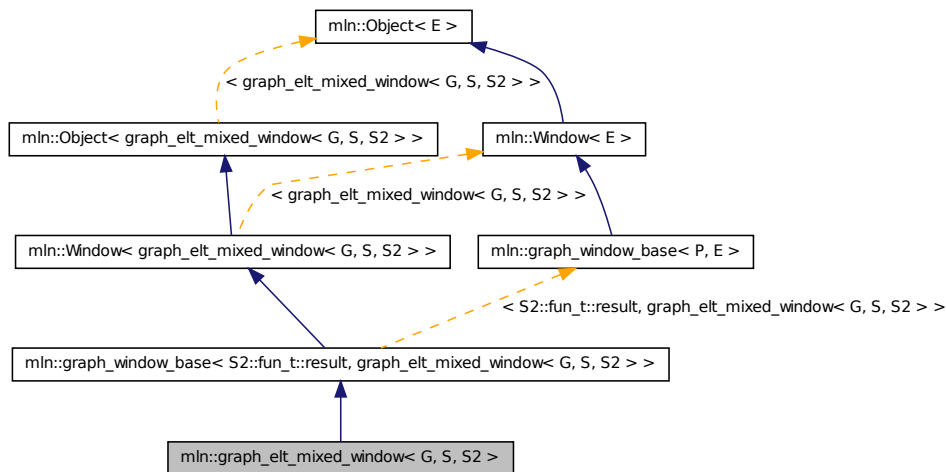 mln::Object< E >
< graph_elt_mixed_window< G, S, S2 > >
mln::Object< graph_elt_mixed_window< G, S, S2 > >
mln::Window< E >
< graph_elt_mixed_window< G, S, S2 > >
mln::Window< graph_elt_mixed_window< G, S, S2 > >
mln::graph_window_base< P, E >
< S2::fun_t::result, graph_elt_mixed_window< G, S, S2 > >
mln::graph_window_base< S2::fun_t::result, graph_elt_mixed_window< G, S, S2 > >
mln::graph_elt_mixed_window< G, S, S2 >